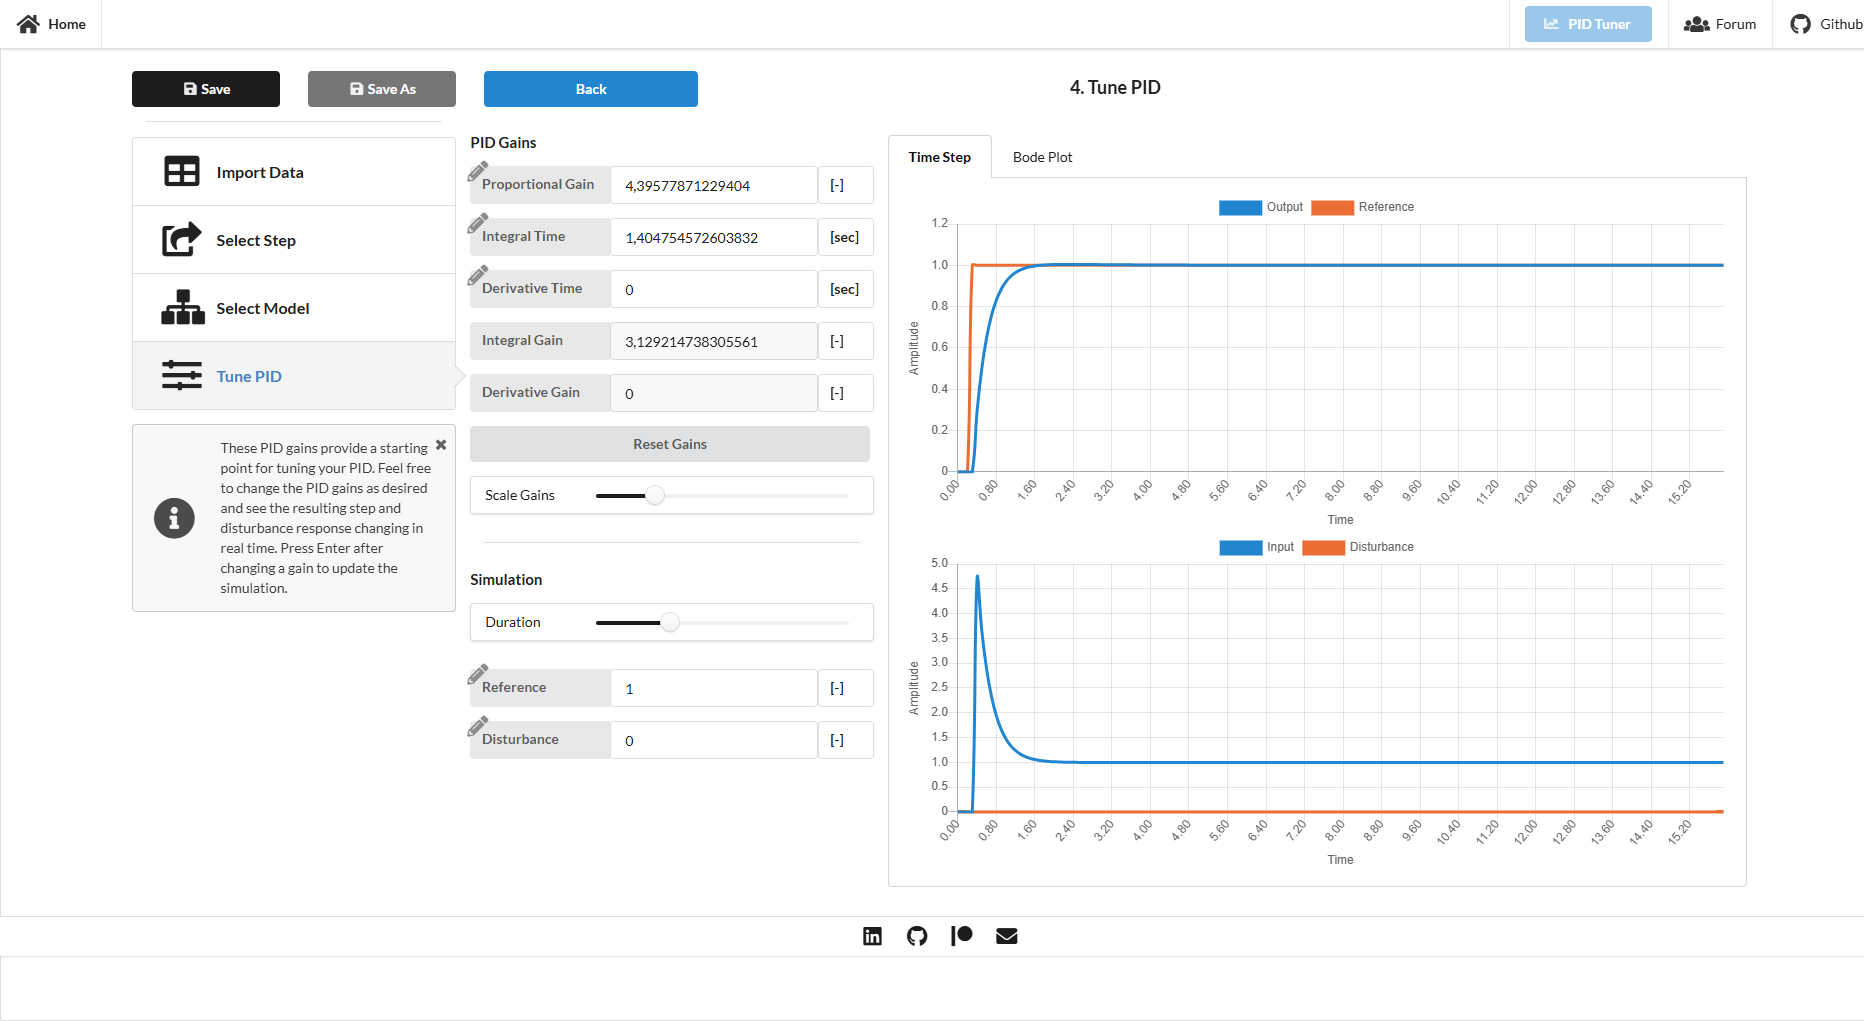 Home
PID Tuner
Forum
Github
Save
Save As
Back
4. Tune PID
Import Data
Select Step
Select Model
Tune PID
These PID gains provide a starting
point for tuning your PID. Feel free
to change the PID gains as desired
and see the resulting step and
disturbance response changing in
real time. Press Enter after
changing a gain to update the
simulation.
PID Gains
Proportional Gain 4,39577871229404 [-]
Integral Time 1,404754572603832 [sec]
Derivative Time 0 [sec]
Integral Gain 3,129214738305561 [-]
Derivative Gain 0 [-]
Reset Gains
Scale Gains
Simulation
Duration
Reference 1 [-]
Disturbance 0 [-]
Time Step
Bode Plot
Output Reference
Amplitude
1.2
1.0
0.8
0.6
0.4
0.2
0
0.00 0.80 1.60 2.40 3.20 4.00 4.80 5.60 6.40 7.20 8.00 8.80 9.60 10.40 11.20 12.00 12.80 13.60 14.40 15.20
Time
Input Disturbance
Amplitude
5.0
4.5
4.0
3.5
3.0
2.5
2.0
1.5
1.0
0.5
0
0.00 0.80 1.60 2.40 3.20 4.00 4.80 5.60 6.40 7.20 8.00 8.80 9.60 10.40 11.20 12.00 12.80 13.60 14.40 15.20
Time